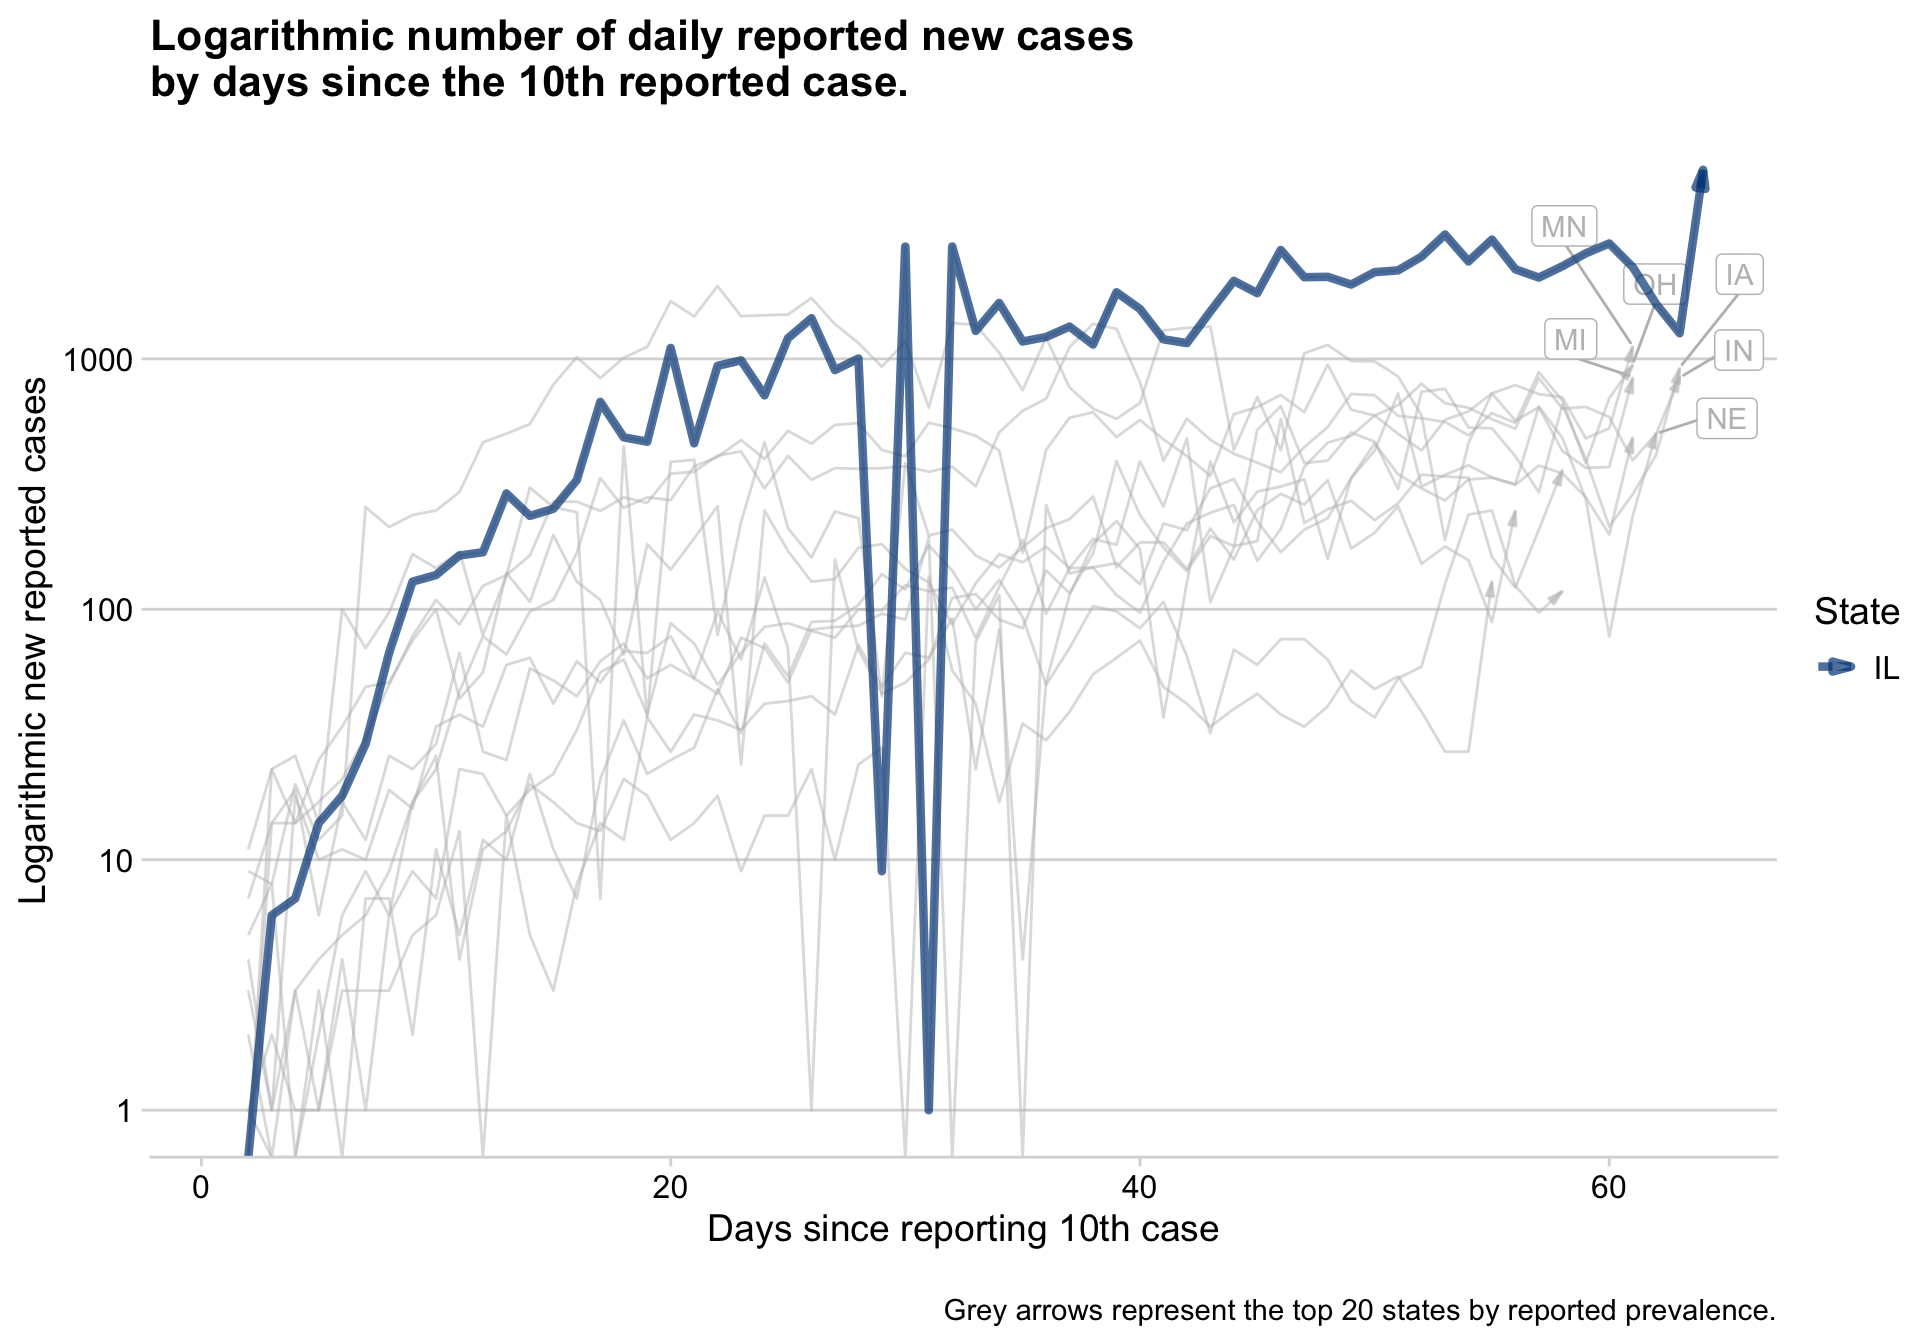 Logarithmic number of daily reported new cases
by days since the 10th reported case.
Logarithmic new reported cases
1000
100
10
1
MN
OH
IA
MI
IN
NE
State
IL
0
20
40
60
Days since reporting 10th case
Grey arrows represent the top 20 states by reported prevalence.